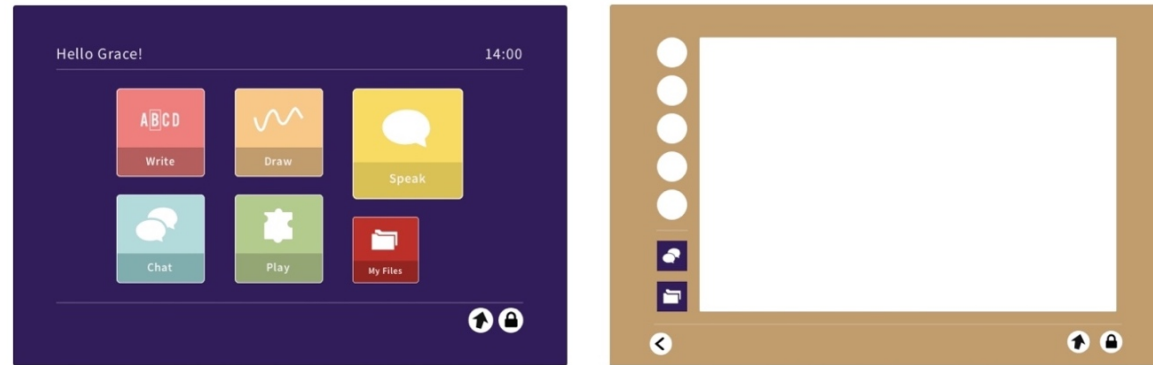 Hello Grace!
14:00
ABCD
Write
Draw
Speak
Chat
Play
My Files